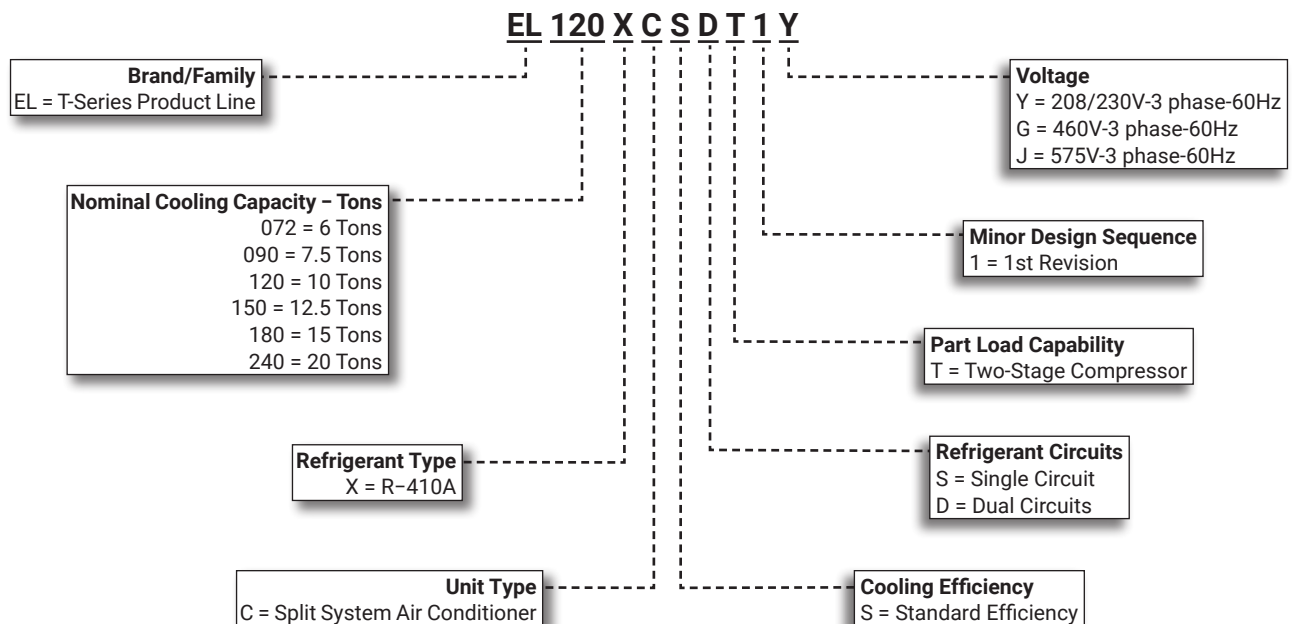 EL 120 X C S D T 1 Y
Brand/Family
EL = T-Series Product Line
Voltage
Y = 208/230V-3 phase-60Hz
G = 460V-3 phase-60Hz
J = 575V-3 phase-60Hz
Nominal Cooling Capacity – Tons
072 = 6 Tons
090 = 7.5 Tons
120 = 10 Tons
150 = 12.5 Tons
180 = 15 Tons
240 = 20 Tons
Minor Design Sequence
1 = 1st Revision
Part Load Capability
T = Two-Stage Compressor
Refrigerant Type
X = R−410A
Refrigerant Circuits
S = Single Circuit
D = Dual Circuits
Unit Type
C = Split System Air Conditioner
Cooling Efficiency
S = Standard Efficiency